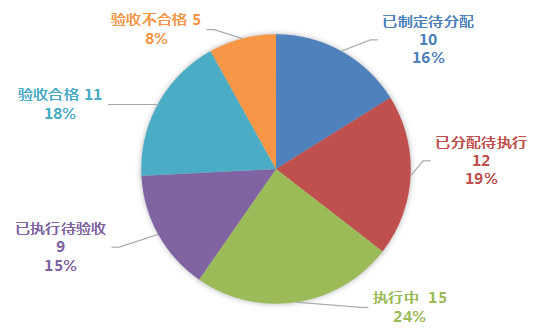 验收不合格 5
8%
已制定待分配
10
16%
验收合格 11
18%
已分配待执行
12
19%
已执行待验收
9
15%
执行中 15
24%